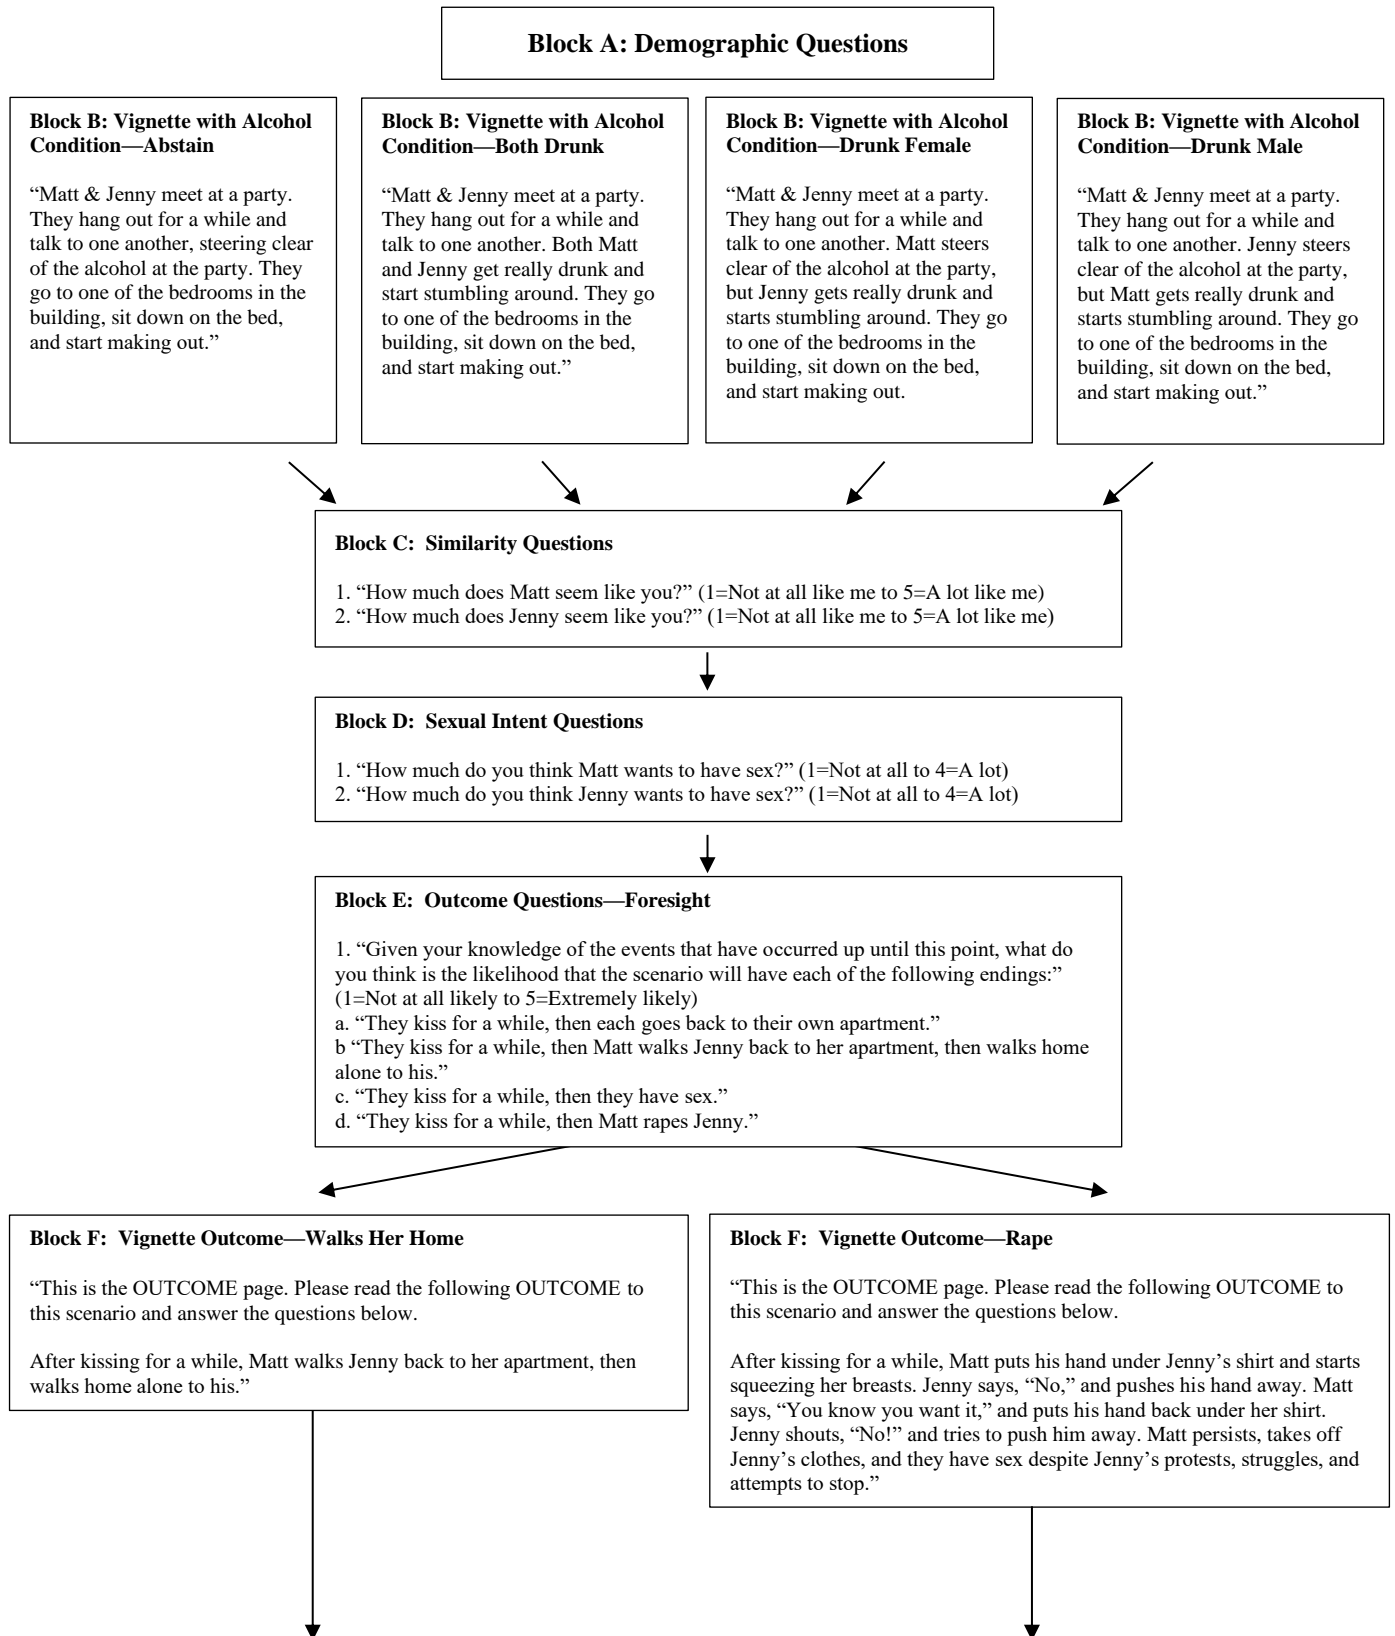 Block A: Demographic Questions
Block B: Vignette with Alcohol
Condition—Abstain
“Matt & Jenny meet at a party.
They hang out for a while and
talk to one another, steering clear
of the alcohol at the party. They
go to one of the bedrooms in the
building, sit down on the bed,
and start making out.”
Block B: Vignette with Alcohol
Condition—Both Drunk
“Matt & Jenny meet at a party.
They hang out for a while and
talk to one another. Both Matt
and Jenny get really drunk and
start stumbling around. They go
to one of the bedrooms in the
building, sit down on the bed,
and start making out.”
Block B: Vignette with Alcohol
Condition—Drunk Female
“Matt & Jenny meet at a party.
They hang out for a while and
talk to one another. Matt steers
clear of the alcohol at the party,
but Jenny gets really drunk and
starts stumbling around. They go
to one of the bedrooms in the
building, sit down on the bed,
and start making out.
Block B: Vignette with Alcohol
Condition—Drunk Male
“Matt & Jenny meet at a party.
They hang out for a while and
talk to one another. Jenny steers
clear of the alcohol at the party,
but Matt gets really drunk and
starts stumbling around. They go
to one of the bedrooms in the
building, sit down on the bed,
and start making out.”
Block C:  Similarity Questions
1. “How much does Matt seem like you?” (1=Not at all like me to 5=A lot like me)
2. “How much does Jenny seem like you?” (1=Not at all like me to 5=A lot like me)
Block D:  Sexual Intent Questions
1. “How much do you think Matt wants to have sex?” (1=Not at all to 4=A lot)
2. “How much do you think Jenny wants to have sex?” (1=Not at all to 4=A lot)
Block E:  Outcome Questions—Foresight
1. “Given your knowledge of the events that have occurred up until this point, what do
you think is the likelihood that the scenario will have each of the following endings:”
(1=Not at all likely to 5=Extremely likely)
a. “They kiss for a while, then each goes back to their own apartment.”
b “They kiss for a while, then Matt walks Jenny back to her apartment, then walks home
alone to his.”
c. “They kiss for a while, then they have sex.”
d. “They kiss for a while, then Matt rapes Jenny.”
Block F:  Vignette Outcome—Walks Her Home
“This is the OUTCOME page. Please read the following OUTCOME to
this scenario and answer the questions below.
After kissing for a while, Matt walks Jenny back to her apartment, then
walks home alone to his.”
Block F:  Vignette Outcome—Rape
“This is the OUTCOME page. Please read the following OUTCOME to
this scenario and answer the questions below.
After kissing for a while, Matt puts his hand under Jenny’s shirt and starts
squeezing her breasts. Jenny says, “No,” and pushes his hand away. Matt
says, “You know you want it,” and puts his hand back under her shirt.
Jenny shouts, “No!” and tries to push him away. Matt persists, takes off
Jenny’s clothes, and they have sex despite Jenny’s protests, struggles, and
attempts to stop.”